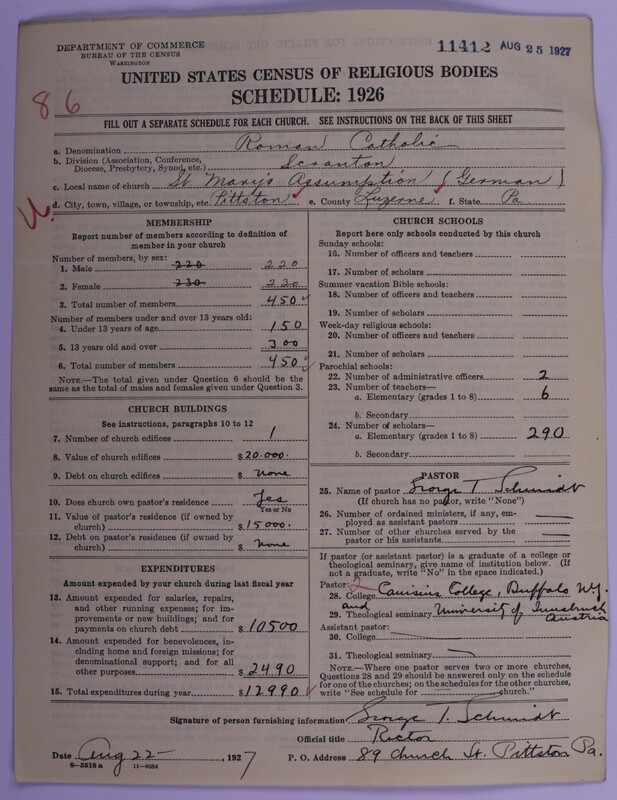 DEPARTMENT OF COMMERCE
BUREAU OF THE CENSUS
WASHINGTON
11412 AUG 25 1927
UNITED STATES CENSUS OF RELIGIOUS BODIES
SCHEDULE: 1926
86
FILL OUT A SEPARATE SCHEDULE FOR EACH CHURCH. SEE INSTRUCTIONS ON THE BACK OF THIS SHEET
a. Denomination Roman Catholic
b. Division (Association, Conference, Diocese, Presbytery, Synod, etc.) Scranton
c. Local name of church St. Mary's Assumption (German)
d. City, town, village, or township, etc. Pittston e. County Luzerne f. State Pa.
MEMBERSHIP
Report number of members according to definition of
member in your church
Number of members, by sex:
1. Male 220 220
2. Female 230 230
3. Total number of members 450
Number of members under and over 13 years old:
4. Under 13 years of age 150
5. 13 years old and over 300
6. Total number of members 450
NOTE.—The total given under Question 6 should be the
same as the total of males and females given under Question 3.
CHURCH BUILDINGS
See instructions, paragraphs 10 to 12
7. Number of church edifices 1
8. Value of church edifices $20.000.
9. Debt on church edifices $ None
10. Does church own pastor's residence Yes
Yes or No
11. Value of pastor's residence (if owned by
church) $15000.
12. Debt on pastor's residence (if owned by
church) $ None
EXPENDITURES
Amount expended by your church during last fiscal year
13. Amount expended for salaries, repairs,
and other running expenses; for im-
provements or new buildings; and for
payments on church debt $10500
14. Amount expended for benevolences, in-
cluding home and foreign missions; for
denominational support; and for all
other purposes $2490
15. Total expenditures during year $12990
CHURCH SCHOOLS
Report here only schools conducted by this church
Sunday schools:
16. Number of officers and teachers
17. Number of scholars
Summer vacation Bible schools:
18. Number of officers and teachers
19. Number of scholars
Week-day religious schools:
20. Number of officers and teachers
21. Number of scholars
Parochial schools:
22. Number of administrative officers 2
23. Number of teachers—
a. Elementary (grades 1 to 8) 6
b. Secondary
24. Number of scholars—
a. Elementary (grades 1 to 8) 290
b. Secondary
PASTOR
25. Name of pastor George T. Schmidt
(If church has no pastor, write "None")
26. Number of ordained ministers, if any, em-
ployed as assistant pastors
27. Number of other churches served by the
pastor or his assistants
If pastor (or assistant pastor) is a graduate of a college or
theological seminary, give name of institution below. (If
not a graduate, write "No" in the space indicated.)
Pastor: 2
28. College Canisius College, Buffalo N.Y.
and
29. Theological seminary University of Innsbruck Austria
Assistant pastor:
30. College
31. Theological seminary
NOTE.—Where one pastor serves two or more churches,
Questions 28 and 29 should be answered only on the schedule
for one of the churches; on the schedules for the other churches,
write "See schedule for church."
Signature of person furnishing information George T. Schmidt
Official title Rector
Date Aug 22— , 1927 P. O. Address 89 Church St. Pittston Pa.
8—5518 a 11—9034